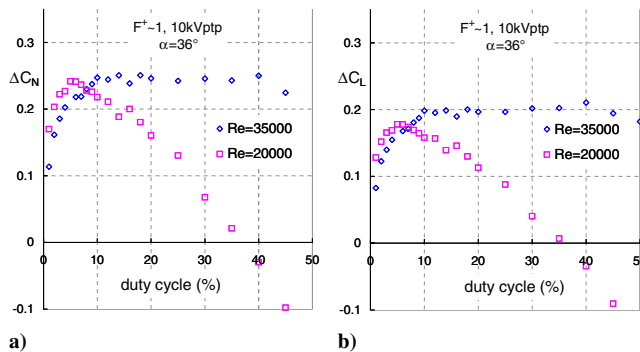 F⁺~1, 10kVptp
α=36°
0.3
ΔC_N
0.2
Re=35000
Re=20000
0.1
0
0 10 20 30 40 50
duty cycle (%)
-0.1
a)
F⁺~1, 10kVptp
α=36°
0.3
ΔC_L
0.2
Re=35000
Re=20000
0.1
0
0 10 20 30 40 50
duty cycle (%)
-0.1
b)